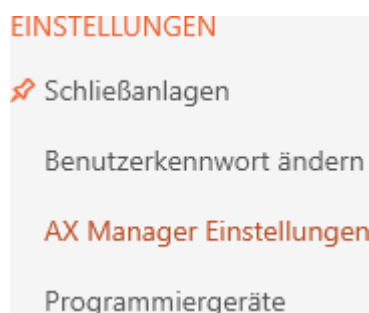 EINSTELLUNGEN
Schließanlagen
Benutzerkennwort ändern
AX Manager Einstellungen
Programmiergeräte